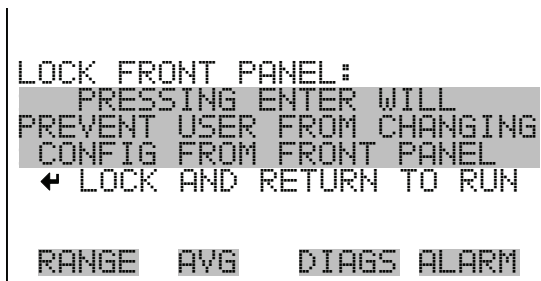 LOCK FRONT PANEL:
PRESSING ENTER WILL
PREVENT USER FROM CHANGING
CONFIG FROM FRONT PANEL
↵ LOCK AND RETURN TO RUN
RANGE AVG DIAGS ALARM